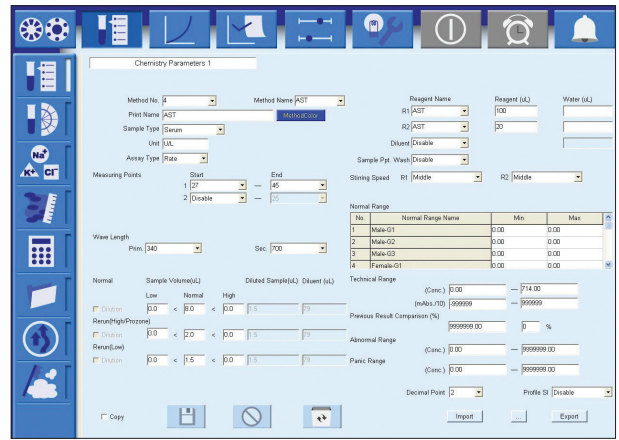 Chemistry Parameters 1
Method No. 4 Method Name AST
Print Name AST MethodColor
Sample Type Serum
Unit U/L
Assay Type Rate
Reagent Name Reagent (uL) Water (uL)
R1 AST 100
R2 AST 20
Diluent Disable
Sample Ppt. Wash Disable
Measuring Points Start End
1 27 — 45
2 Disable — 35
Stirring Speed R1 Middle R2 Middle
Normal Range
No. Normal Range Name Min Max
1 Male-G1 0.00 0.00
2 Male-G2 0.00 0.00
3 Male-G3 0.00 0.00
4 Female-G1 0.00 0.00
Wave Length
Prim. 340 Sec. 700
Normal Sample Volume(uL) Diluted Sample(uL) Diluent (uL)
Low Normal High
Dilution 0.0 < 8.0 < 0.0 1.5 79
Rerun(High/Prozone)
Dilution 0.0 < 2.0 < 0.0 1.5 79
Rerun(Low)
Dilution 0.0 < 1.5 < 0.0 1.5 79
Technical Range
(Conc.) 0.00 — 714.00
(mAbs./10) -999999 — 999999
Previous Result Comparison (%)
9999999.00 0 %
Abnormal Range
(Conc.) 0.00 — 9999999.00
Panic Range
(Conc.) 0.00 — 9999999.00
Decimal Point 2 Profile SI Disable
Copy Import ... Export
Na+
K+ Cl-